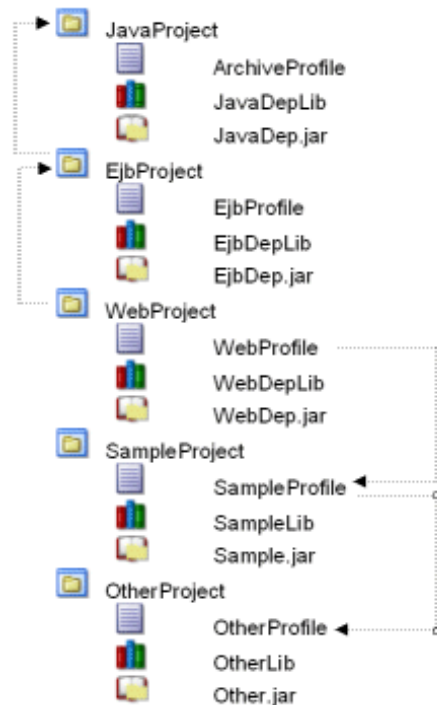 JavaProject
ArchiveProfile
JavaDepLib
JavaDep.jar
EjbProject
EjbProfile
EjbDepLib
EjbDep.jar
WebProject
WebProfile
WebDepLib
WebDep.jar
SampleProject
SampleProfile
SampleLib
Sample.jar
OtherProject
OtherProfile
OtherLib
Other.jar